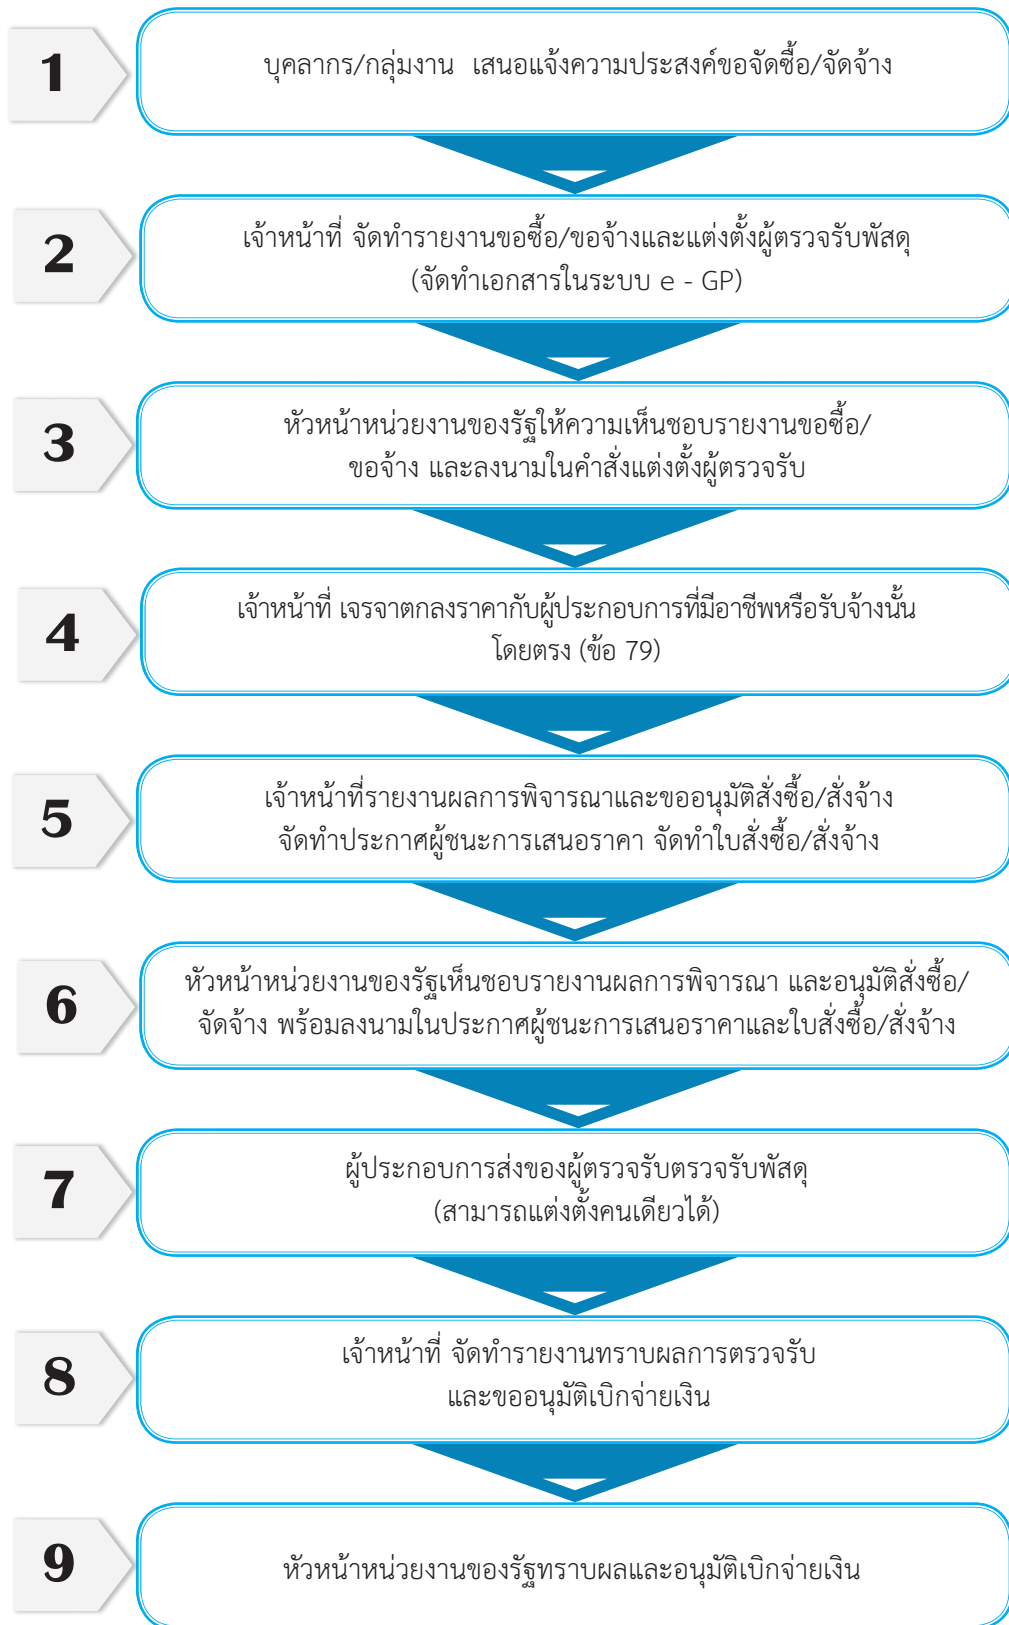 1
บุคลากร/กลุ่มงาน เสนอแจ้งความประสงค์ขอจัดซื้อ/จัดจ้าง
2
เจ้าหน้าที่ จัดทำรายงานขอซื้อ/ขอจ้างและแต่งตั้งผู้ตรวจรับพัสดุ
(จัดทำเอกสารในระบบ e - GP)
3
หัวหน้าหน่วยงานของรัฐให้ความเห็นชอบรายงานขอซื้อ/
ขอจ้าง และลงนามในคำสั่งแต่งตั้งผู้ตรวจรับ
4
เจ้าหน้าที่ เจรจาตกลงราคากับผู้ประกอบการที่มีอาชีพหรือรับจ้างนั้น
โดยตรง (ข้อ 79)
5
เจ้าหน้าที่รายงานผลการพิจารณาและขออนุมัติสั่งซื้อ/สั่งจ้าง
จัดทำประกาศผู้ชนะการเสนอราคา จัดทำใบสั่งซื้อ/สั่งจ้าง
6
หัวหน้าหน่วยงานของรัฐเห็นชอบรายงานผลการพิจารณา และอนุมัติสั่งซื้อ/
จัดจ้าง พร้อมลงนามในประกาศผู้ชนะการเสนอราคาและใบสั่งซื้อ/สั่งจ้าง
7
ผู้ประกอบการส่งของผู้ตรวจรับตรวจรับพัสดุ
(สามารถแต่งตั้งคนเดียวได้)
8
เจ้าหน้าที่ จัดทำรายงานทราบผลการตรวจรับ
และขออนุมัติเบิกจ่ายเงิน
9
หัวหน้าหน่วยงานของรัฐทราบผลและอนุมัติเบิกจ่ายเงิน